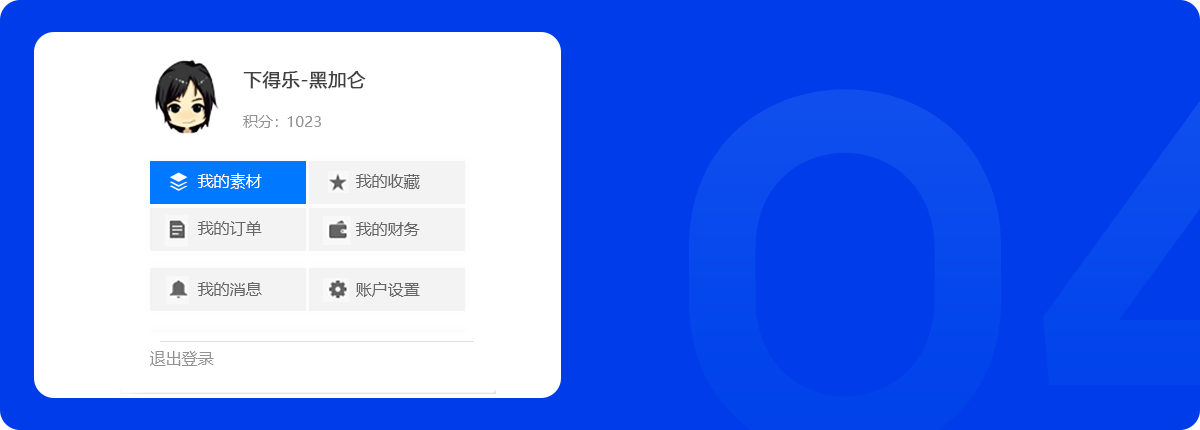 下得乐-黑加仑
积分：1023
我的素材
我的收藏
我的订单
我的财务
我的消息
账户设置
退出登录
04